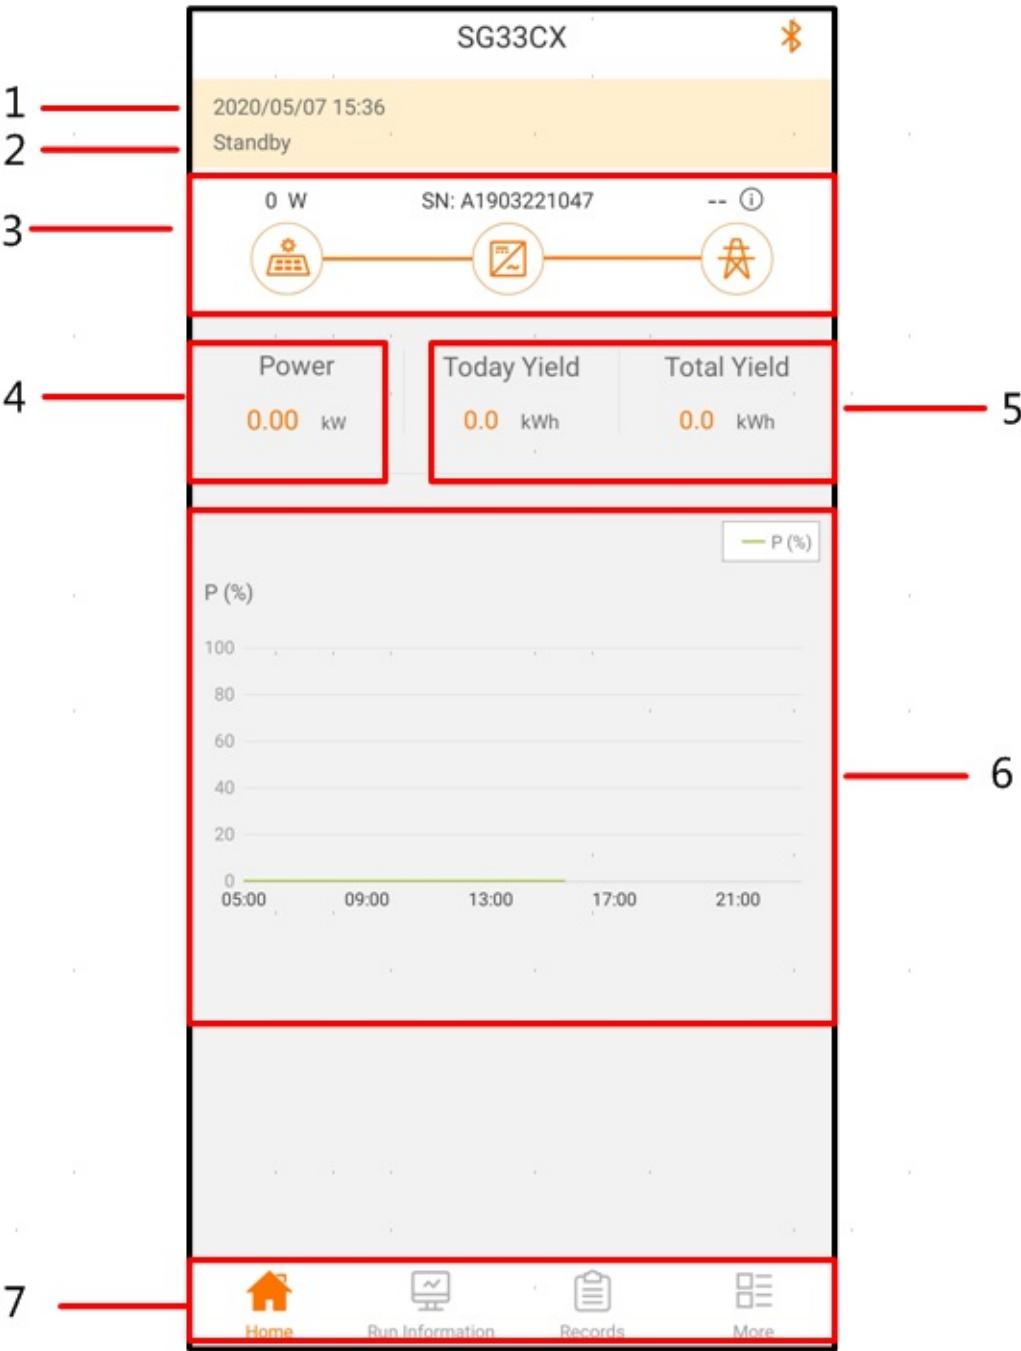 SG33CX
1
2020/05/07 15:36
2
Standby
3
0 W
SN: A1903221047
--
4
Power
Today Yield
Total Yield
0.00 kW
0.0 kWh
0.0 kWh
5
P (%)
P (%)
100
80
60
40
20
0
05:00 09:00 13:00 17:00 21:00
6
7
Home
Run Information
Records
More